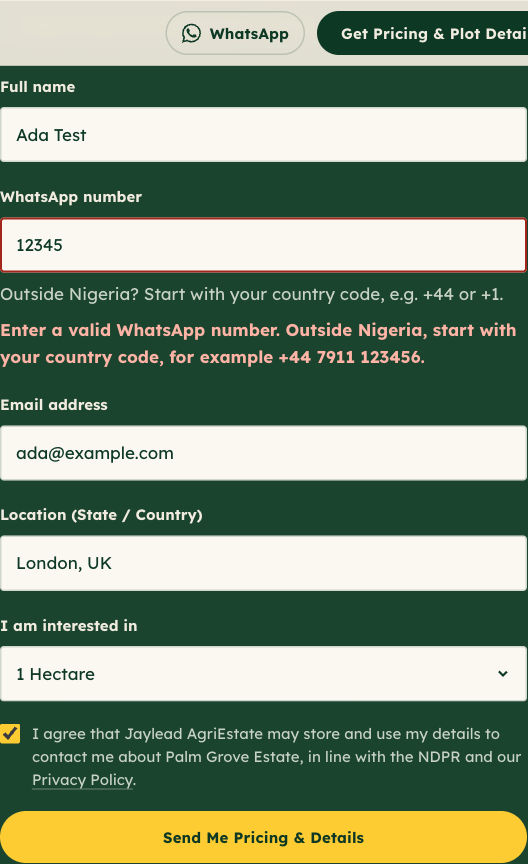 WhatsApp
Get Pricing & Plot Detai
Full name
Ada Test
WhatsApp number
12345
Outside Nigeria? Start with your country code, e.g. +44 or +1.
Enter a valid WhatsApp number. Outside Nigeria, start with
your country code, for example +44 7911 123456.
Email address
ada@example.com
Location (State / Country)
London, UK
I am interested in
1 Hectare
I agree that Jaylead AgriEstate may store and use my details to
contact me about Palm Grove Estate, in line with the NDPR and our
Privacy Policy.
Send Me Pricing & Details